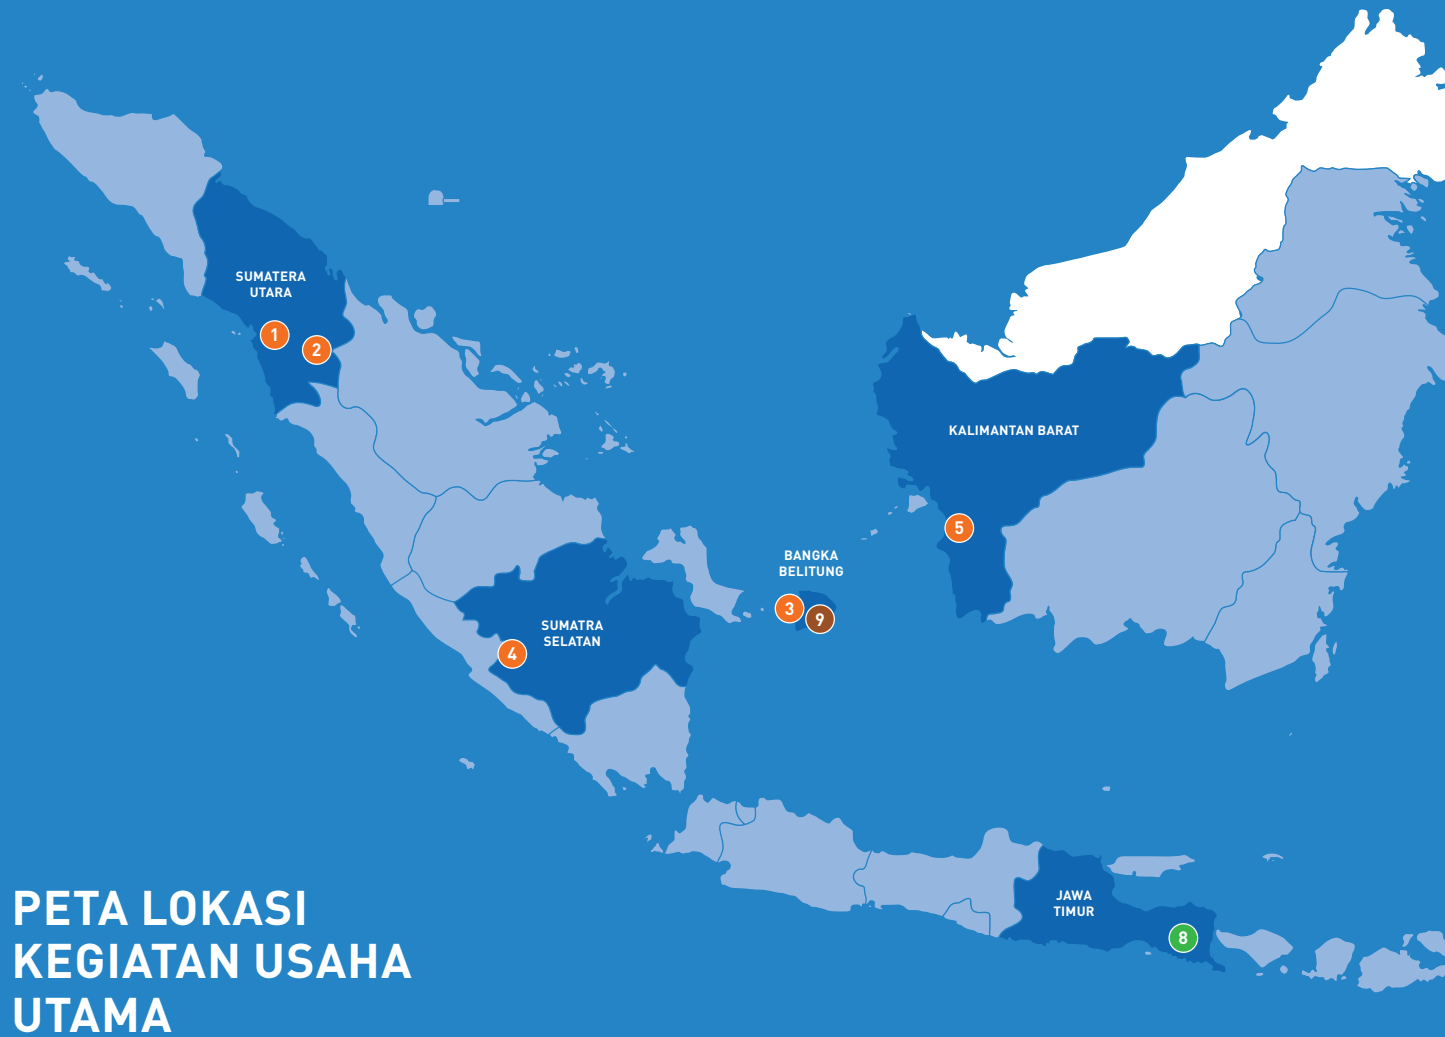 SUMATERA
UTARA
1
2
KALIMANTAN BARAT
5
BANGKA
BELITUNG
3
9
SUMATRA
SELATAN
4
JAWA
TIMUR
8
PETA LOKASI
KEGIATAN USAHA
UTAMA